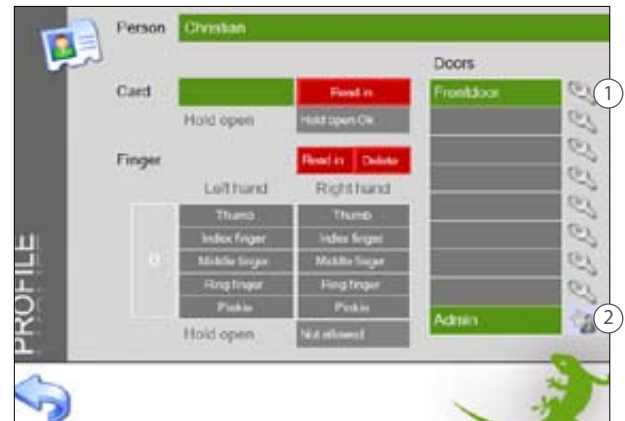 Person Christian
Doors
Card Read in Frontdoor 1
Hold open Hold open Ok
Finger Read in Delete
Left hand Right hand
Thumb Thumb
Index finger Index finger
Middle finger Middle finger
0
Ring finger Ring finger
Pinkie Pinkie
Admin 2
Hold open Not allowed
PROFILE